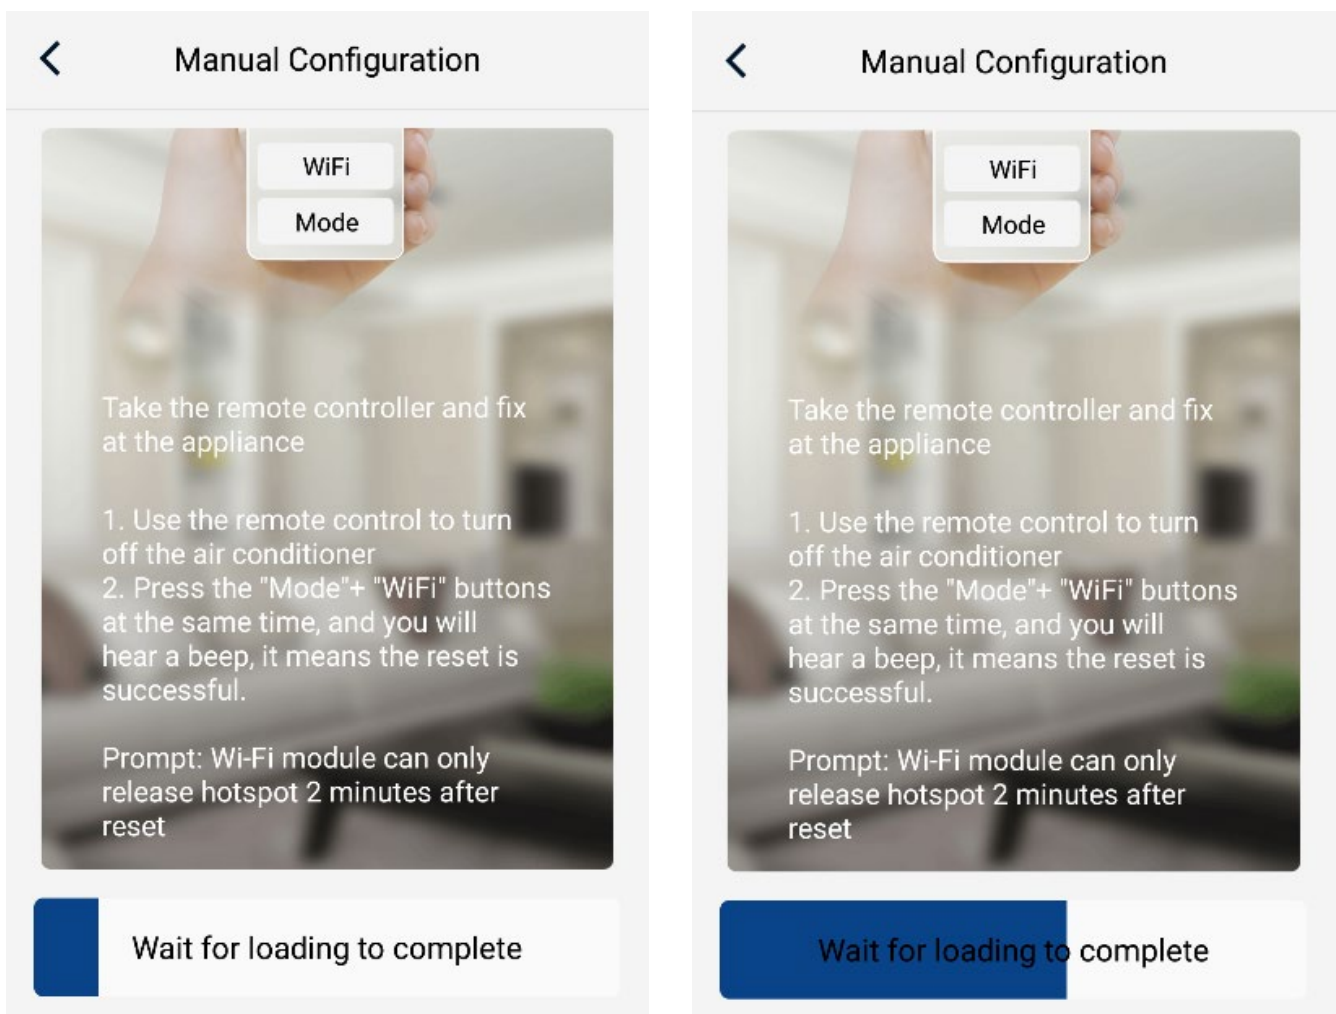 Manual Configuration
WiFi
Mode
Take the remote controller and fix
at the appliance
1. Use the remote control to turn
off the air conditioner
2. Press the "Mode"+ "WiFi" buttons
at the same time, and you will
hear a beep, it means the reset is
successful.
Prompt: Wi-Fi module can only
release hotspot 2 minutes after
reset
Wait for loading to complete
Manual Configuration
WiFi
Mode
Take the remote controller and fix
at the appliance
1. Use the remote control to turn
off the air conditioner
2. Press the "Mode"+ "WiFi" buttons
at the same time, and you will
hear a beep, it means the reset is
successful.
Prompt: Wi-Fi module can only
release hotspot 2 minutes after
reset
Wait for loading to complete